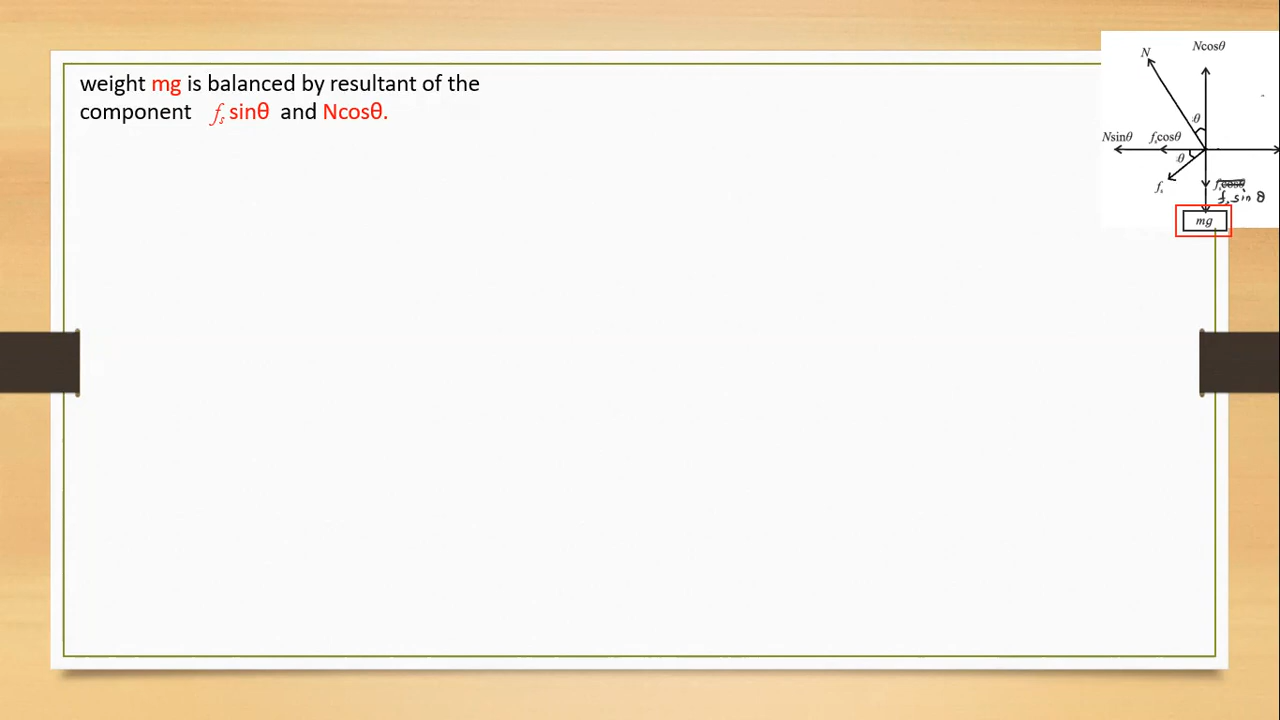 weight mg is balanced by resultant of the
component fs sinθ and Ncosθ.
Ncosθ
N
θ
Nsinθ
fscosθ
θ
fs
fs sin θ
mg